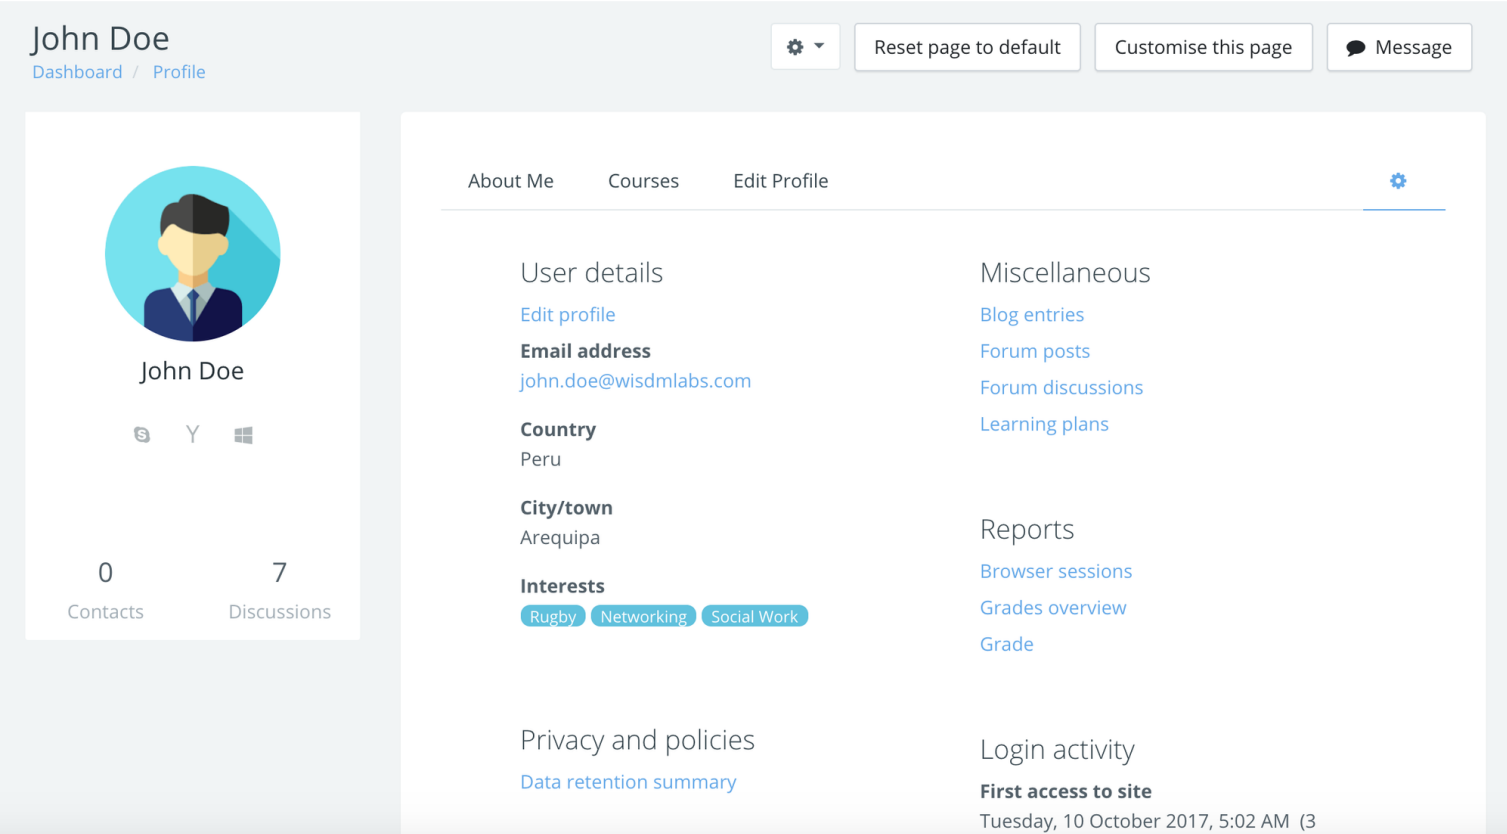 John Doe
Dashboard / Profile
Reset page to default
Customise this page
Message
John Doe
0
Contacts
7
Discussions
About Me
Courses
Edit Profile
User details
Edit profile
Email address
john.doe@wisdmlabs.com
Country
Peru
City/town
Arequipa
Interests
Rugby Networking Social Work
Privacy and policies
Data retention summary
Miscellaneous
Blog entries
Forum posts
Forum discussions
Learning plans
Reports
Browser sessions
Grades overview
Grade
Login activity
First access to site
Tuesday, 10 October 2017, 5:02 AM (3